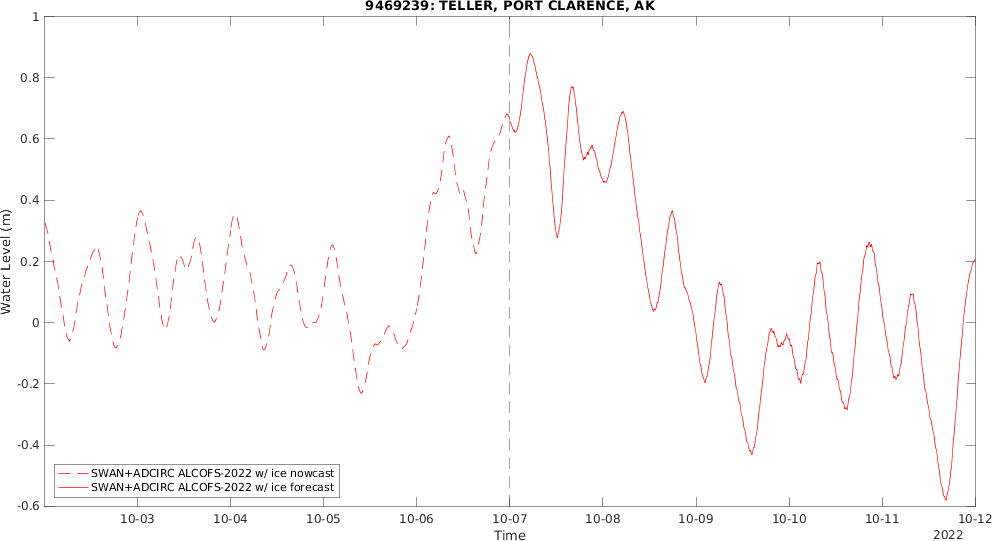 9469239: TELLER, PORT CLARENCE, AK
1
0.8
0.6
0.4
0.2
0
-0.2
-0.4
-0.6
Water Level (m)
SWAN+ADCIRC ALCOFS-2022 w/ ice nowcast
SWAN+ADCIRC ALCOFS-2022 w/ ice forecast
10-03 10-04 10-05 10-06 10-07 10-08 10-09 10-10 10-11 10-12
Time
2022